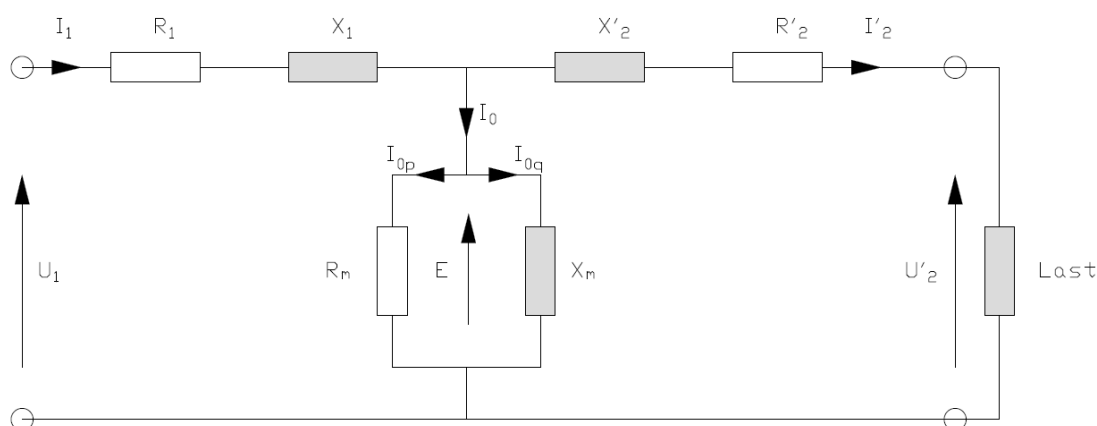 I₁ R₁ X₁ X'₂ R'₂ I'₂
I₀
I₀p I₀q
U₁ Rm E Xm U'₂ Last